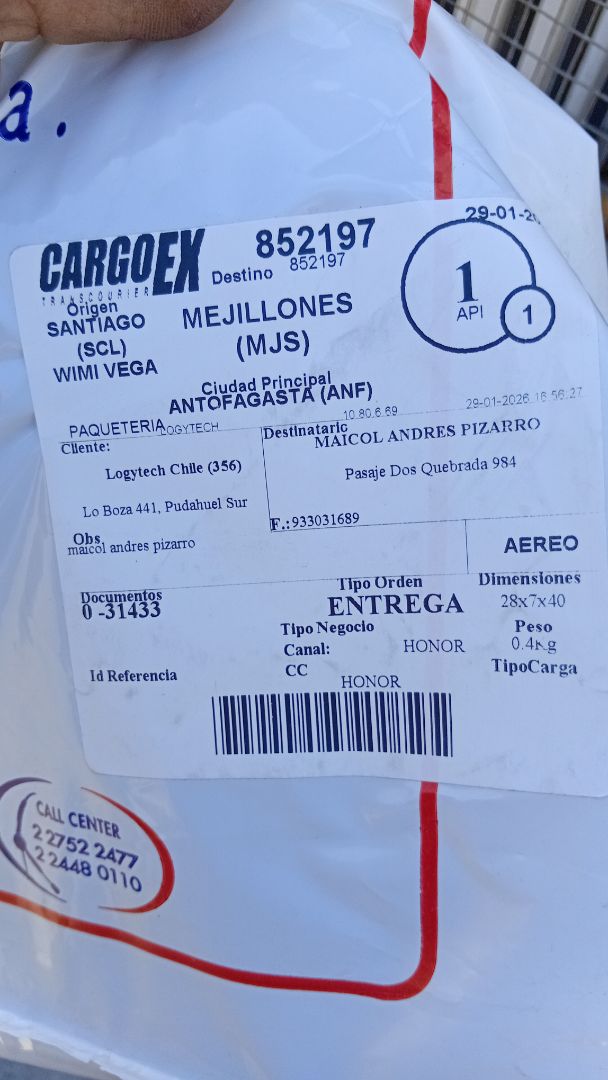 a.
29-01-2
CARGOEX
TRANSCOURIER
852197
Destino 852197
Origen
SANTIAGO
(SCL)
WIMI VEGA
MEJILLONES
(MJS)
1
API
1
Ciudad Principal
ANTOFAGASTA (ANF)
PAQUETERIA LOGYTECH
10.80.6.69
29-01-2026 16:56:27
Cliente:
Logytech Chile (356)
Lo Boza 441, Pudahuel Sur
Destinatario
MAICOL ANDRES PIZARRO
Pasaje Dos Quebrada 984
F.:933031689
Obs.
maicol andres pizarro
AEREO
Documentos
0 -31433
Tipo Orden
ENTREGA
Dimensiones
28x7x40
Tipo Negocio
Canal: HONOR
CC
HONOR
Peso
0.4Kg
TipoCarga
Id Referencia
CALL CENTER
2 2752 2477
2 2448 0110